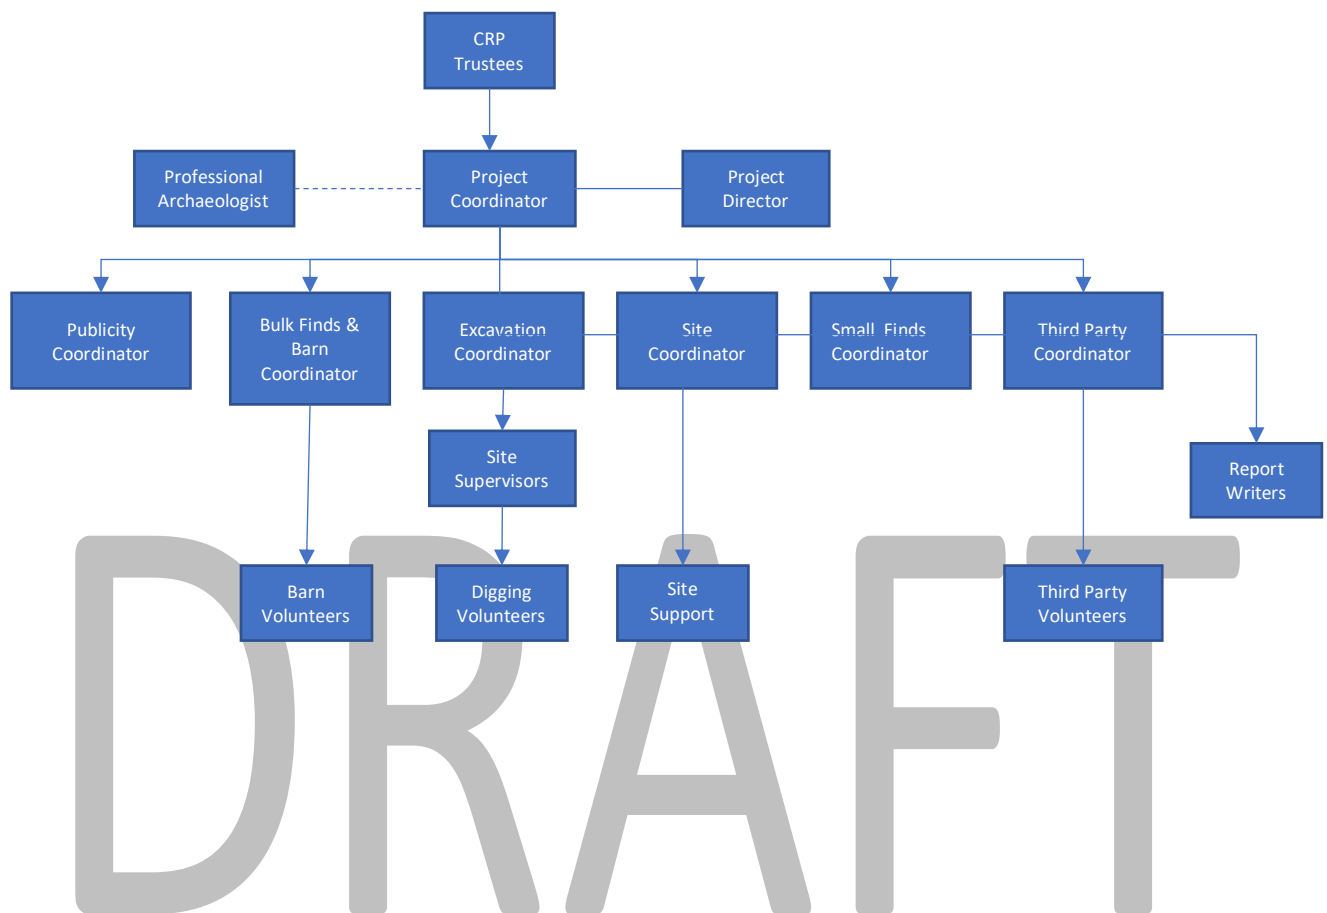 CRP
Trustees
Professional
Archaeologist
Project
Coordinator
Project
Director
Publicity
Coordinator
Bulk Finds &
Barn
Coordinator
Excavation
Coordinator
Site
Coordinator
Small Finds
Coordinator
Third Party
Coordinator
Site
Supervisors
Report
Writers
Barn
Volunteers
Digging
Volunteers
Site
Support
Third Party
Volunteers
DRAFT